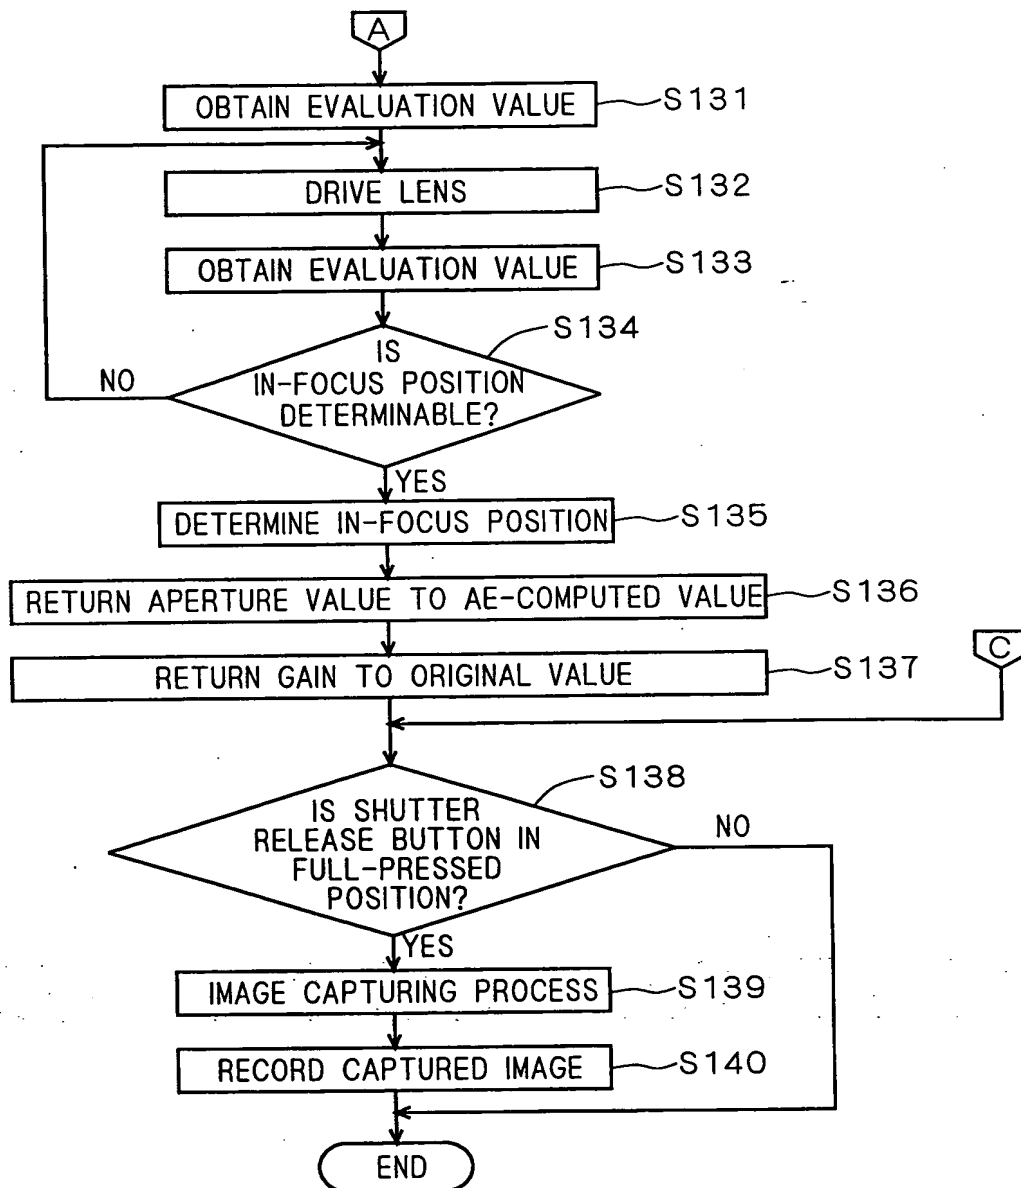 A
OBTAIN EVALUATION VALUE
S131
DRIVE LENS
S132
OBTAIN EVALUATION VALUE
S133
S134
IS
IN-FOCUS POSITION
DETERMINABLE?
NO
YES
DETERMINE IN-FOCUS POSITION
S135
RETURN APERTURE VALUE TO AE-COMPUTED VALUE
S136
RETURN GAIN TO ORIGINAL VALUE
S137
C
S138
IS SHUTTER
RELEASE BUTTON IN
FULL-PRESSED
POSITION?
NO
YES
IMAGE CAPTURING PROCESS
S139
RECORD CAPTURED IMAGE
S140
END